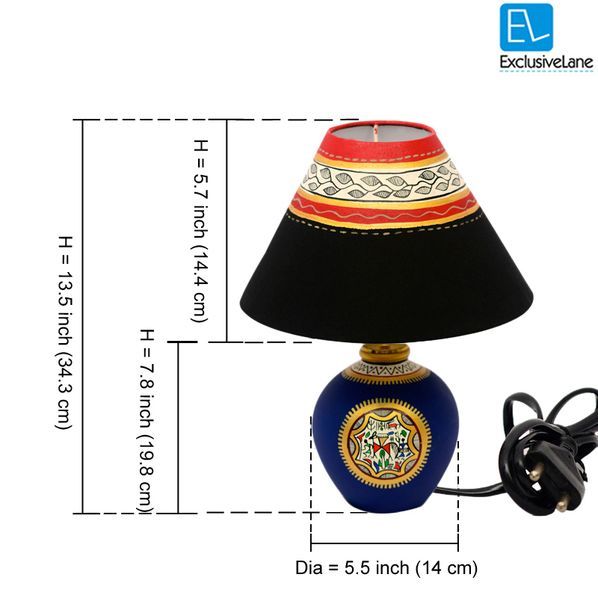 EL
ExclusiveLane
H = 5.7 inch (14.4 cm)
H = 13.5 inch (34.3 cm)
H = 7.8 inch (19.8 cm)
Dia = 5.5 inch (14 cm)